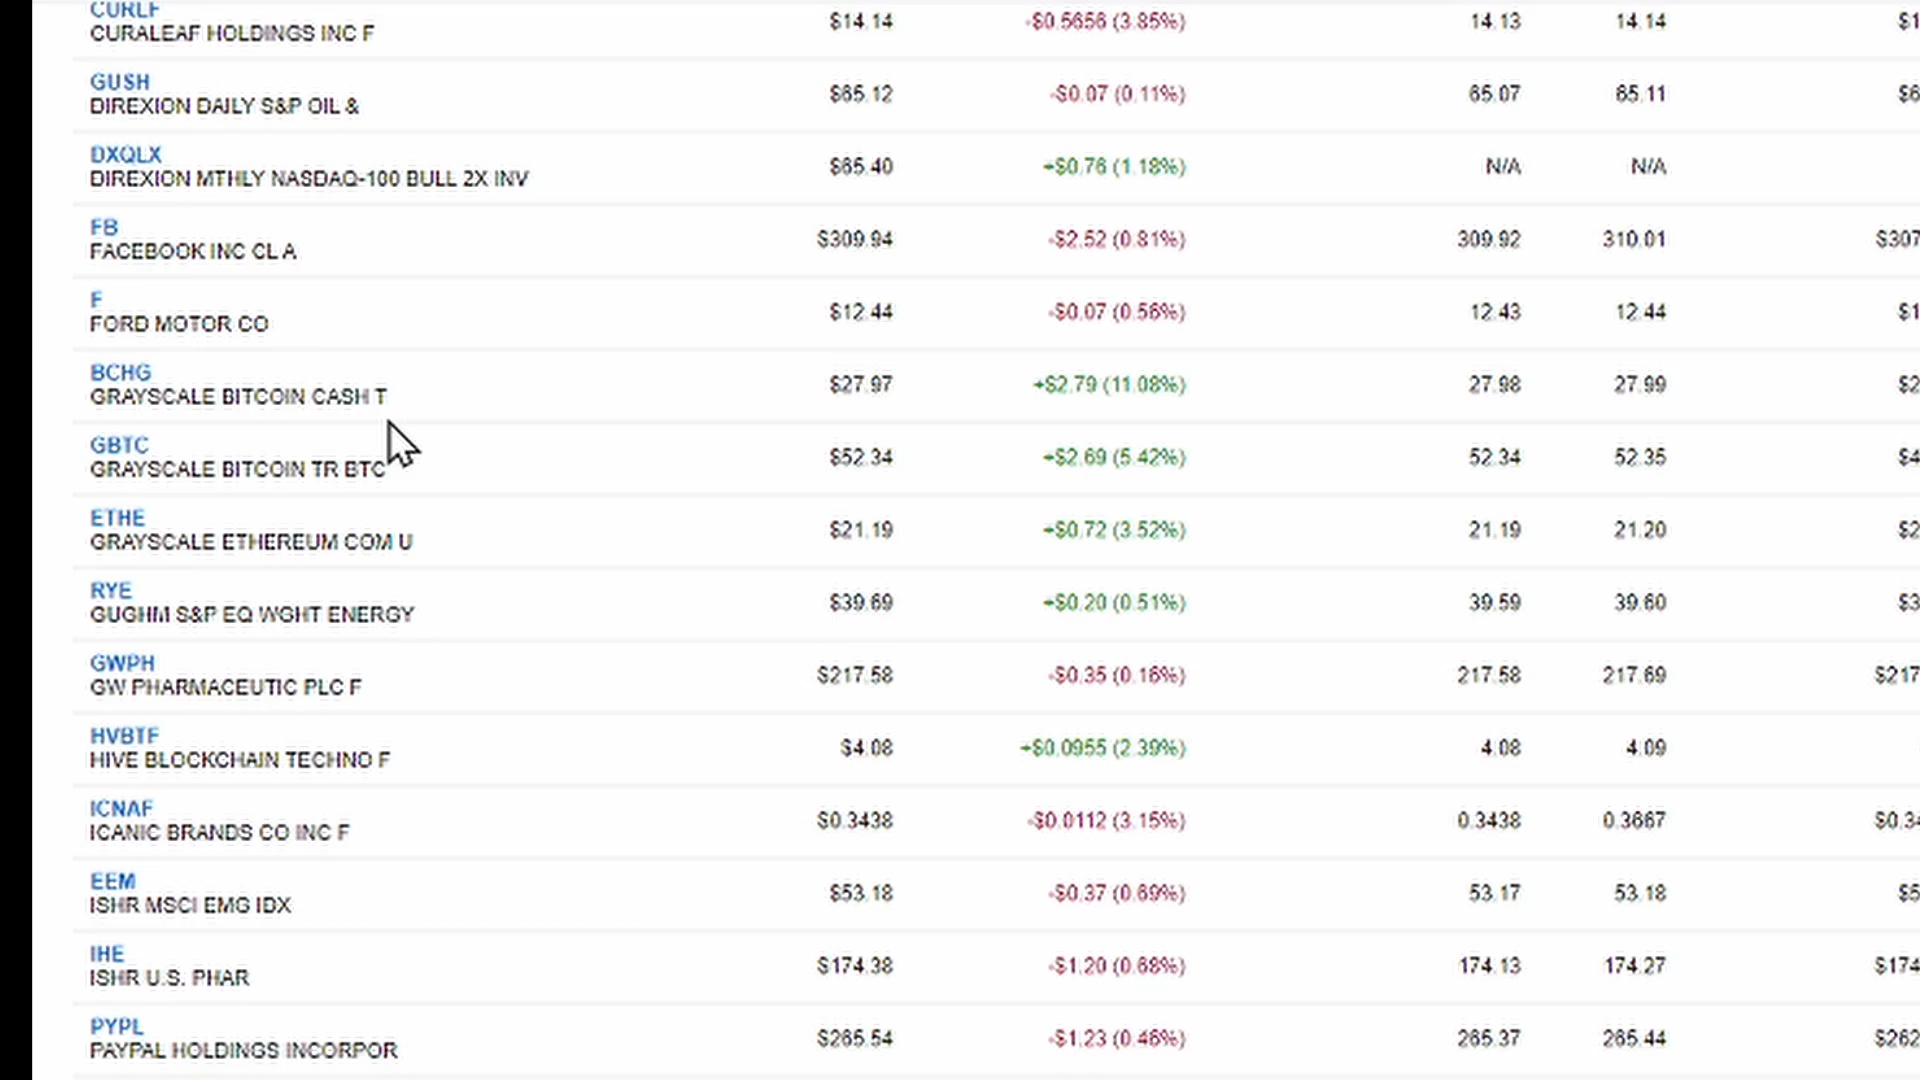 CURLF
CURALEAF HOLDINGS INC F $14.14 -$0.5656 (3.85%) 14.13 14.14 $1
GUSH
DIREXION DAILY S&P OIL & $65.12 -$0.07 (0.11%) 65.07 65.11 $6
DXQLX
DIREXION MTHLY NASDAQ-100 BULL 2X INV $65.40 +$0.76 (1.18%) N/A N/A
FB
FACEBOOK INC CL A $309.94 -$2.52 (0.81%) 309.92 310.01 $307
F
FORD MOTOR CO $12.44 -$0.07 (0.56%) 12.43 12.44 $1
BCHG
GRAYSCALE BITCOIN CASH T $27.97 +$2.79 (11.08%) 27.98 27.99 $2
GBTC
GRAYSCALE BITCOIN TR BTC $52.34 +$2.69 (5.42%) 52.34 52.35 $4
ETHE
GRAYSCALE ETHEREUM COM U $21.19 +$0.72 (3.52%) 21.19 21.20 $2
RYE
GUGHM S&P EQ WGHT ENERGY $39.69 +$0.20 (0.51%) 39.59 39.60 $3
GWPH
GW PHARMACEUTIC PLC F $217.58 -$0.35 (0.16%) 217.58 217.69 $217
HVBTF
HIVE BLOCKCHAIN TECHNO F $4.08 +$0.0955 (2.39%) 4.08 4.09
ICNAF
ICANIC BRANDS CO INC F $0.3438 -$0.0112 (3.15%) 0.3438 0.3667 $0.34
EEM
ISHR MSCI EMG IDX $53.18 -$0.37 (0.69%) 53.17 53.18 $5
IHE
ISHR U.S. PHAR $174.38 -$1.20 (0.68%) 174.13 174.27 $174
PYPL
PAYPAL HOLDINGS INCORPOR $265.54 -$1.23 (0.46%) 265.37 265.44 $262